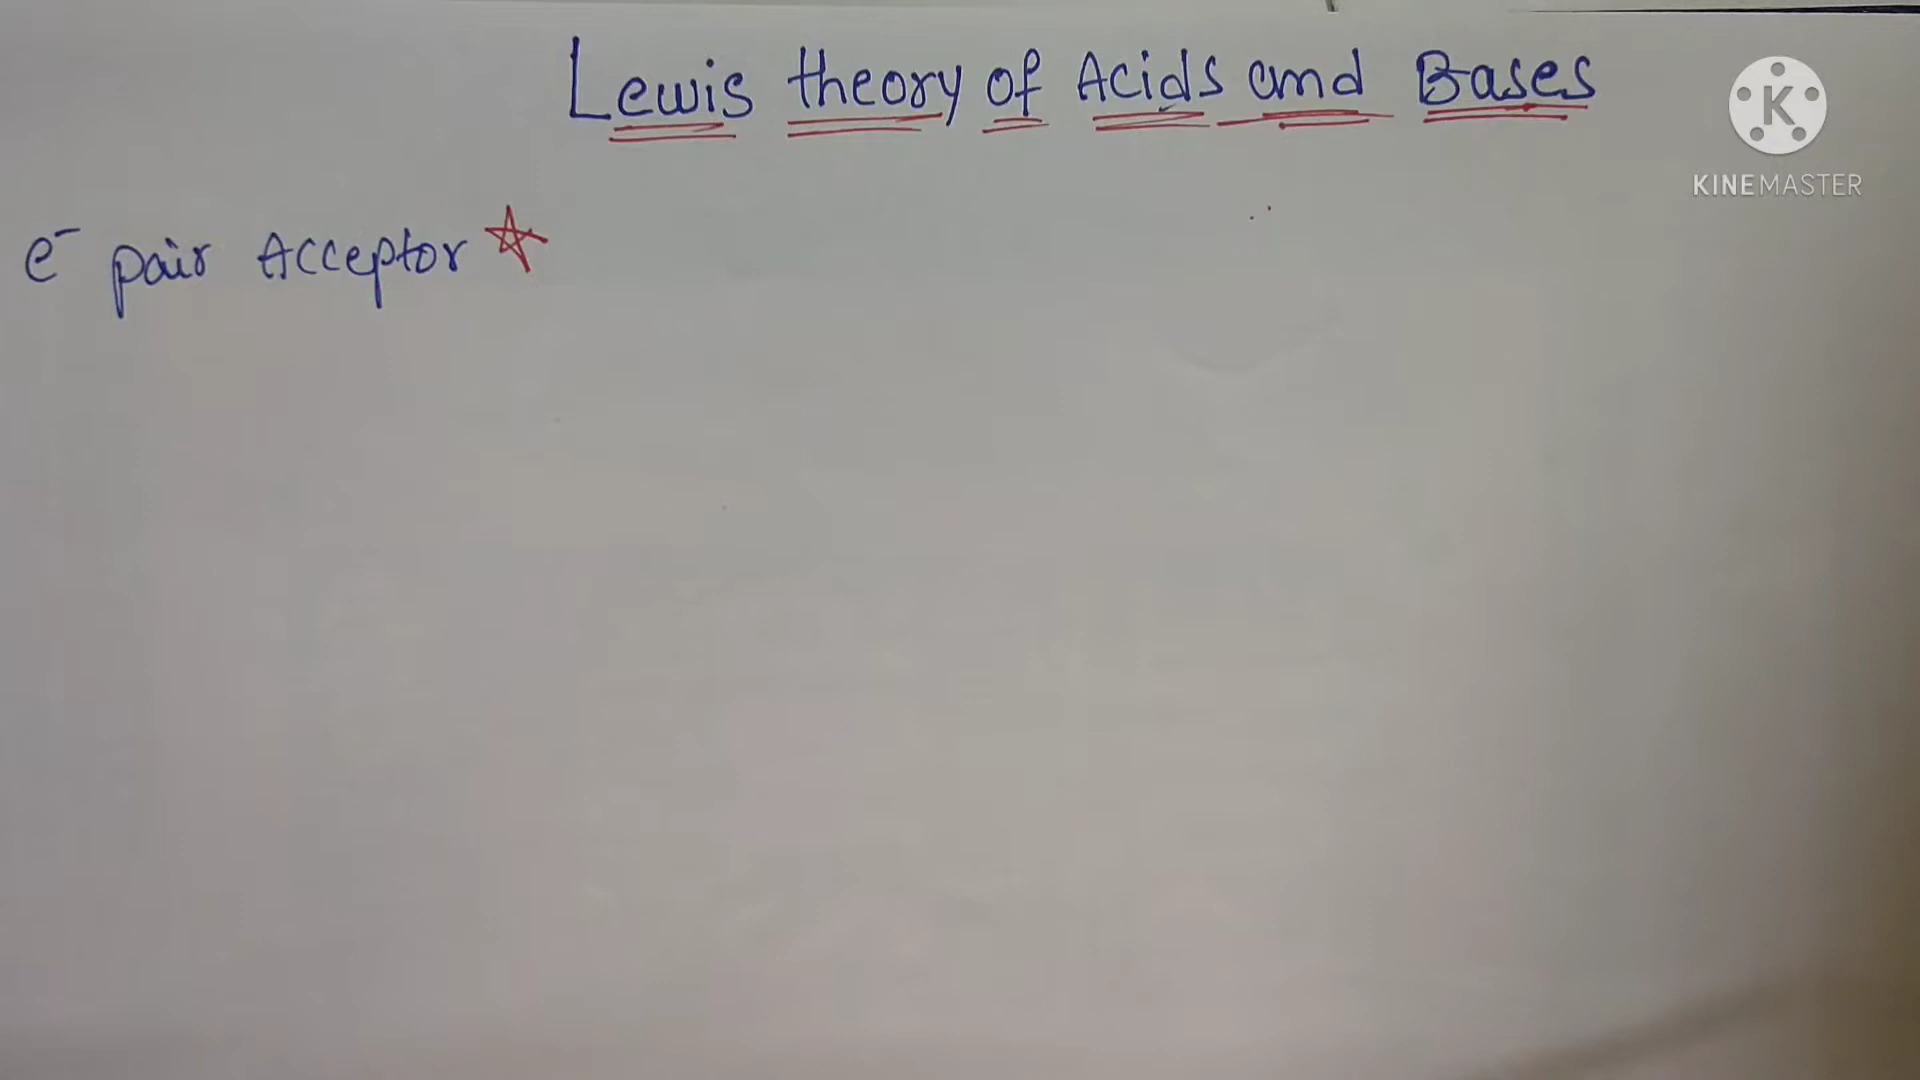 Lewis theory of Acids and Bases
K
KINEMASTER
e⁻ pair Acceptor ☆